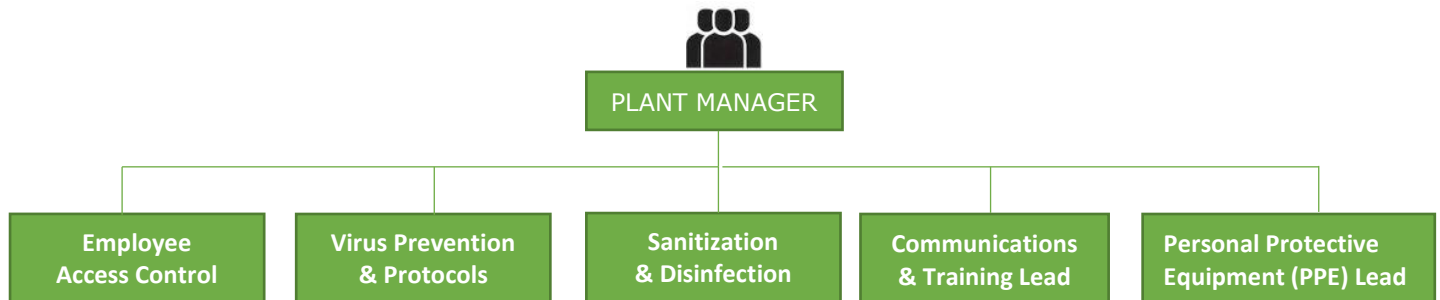 PLANT MANAGER
Employee
Access Control
Virus Prevention
& Protocols
Sanitization
& Disinfection
Communications
& Training Lead
Personal Protective
Equipment (PPE) Lead